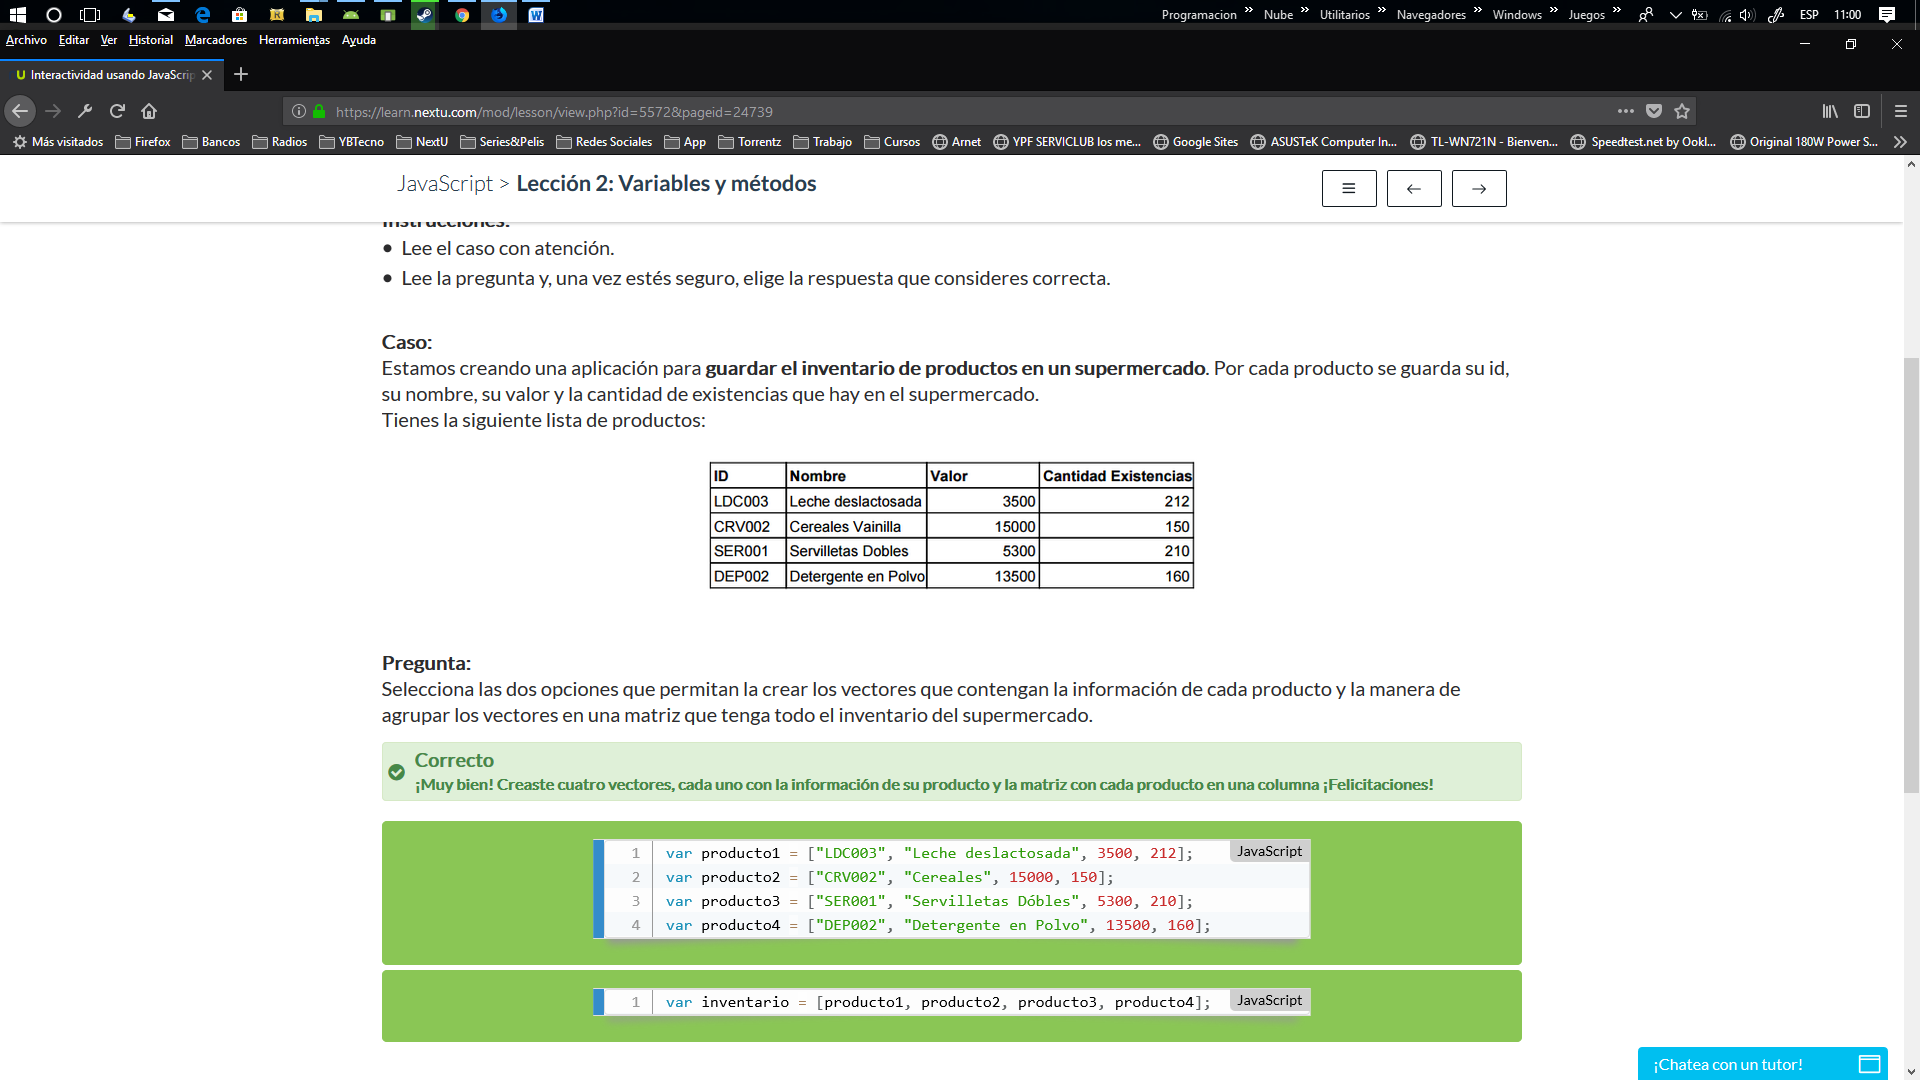 Programacion » Nube » Utilitarios » Navegadores » Windows » Juegos » ESP 11:00
Archivo Editar Ver Historial Marcadores Herramientas Ayuda
Interactividad usando JavaScrip
https://learn.nextu.com/mod/lesson/view.php?id=5572&pageid=24739
Más visitados Firefox Bancos Radios YBTecno NextU Series&Pelis Redes Sociales App Torrentz Trabajo Cursos Arnet YPF SERVICLUB los me... Google Sites ASUSTeK Computer In... TL-WN721N - Bienven... Speedtest.net by Ookl... Original 180W Power S...
JavaScript > Lección 2: Variables y métodos
Instrucciones:
• Lee el caso con atención.
• Lee la pregunta y, una vez estés seguro, elige la respuesta que consideres correcta.
Caso:
Estamos creando una aplicación para guardar el inventario de productos en un supermercado. Por cada producto se guarda su id,
su nombre, su valor y la cantidad de existencias que hay en el supermercado.
Tienes la siguiente lista de productos:
ID Nombre Valor Cantidad Existencias
LDC003 Leche deslactosada 3500 212
CRV002 Cereales Vainilla 15000 150
SER001 Servilletas Dobles 5300 210
DEP002 Detergente en Polvo 13500 160
Pregunta:
Selecciona las dos opciones que permitan la crear los vectores que contengan la información de cada producto y la manera de
agrupar los vectores en una matriz que tenga todo el inventario del supermercado.
Correcto
¡Muy bien! Creaste cuatro vectores, cada uno con la información de su producto y la matriz con cada producto en una columna ¡Felicitaciones!
1 var producto1 = ["LDC003", "Leche deslactosada", 3500, 212]; JavaScript
2 var producto2 = ["CRV002", "Cereales", 15000, 150];
3 var producto3 = ["SER001", "Servilletas Dóbles", 5300, 210];
4 var producto4 = ["DEP002", "Detergente en Polvo", 13500, 160];
1 var inventario = [producto1, producto2, producto3, producto4]; JavaScript
¡Chatea con un tutor!